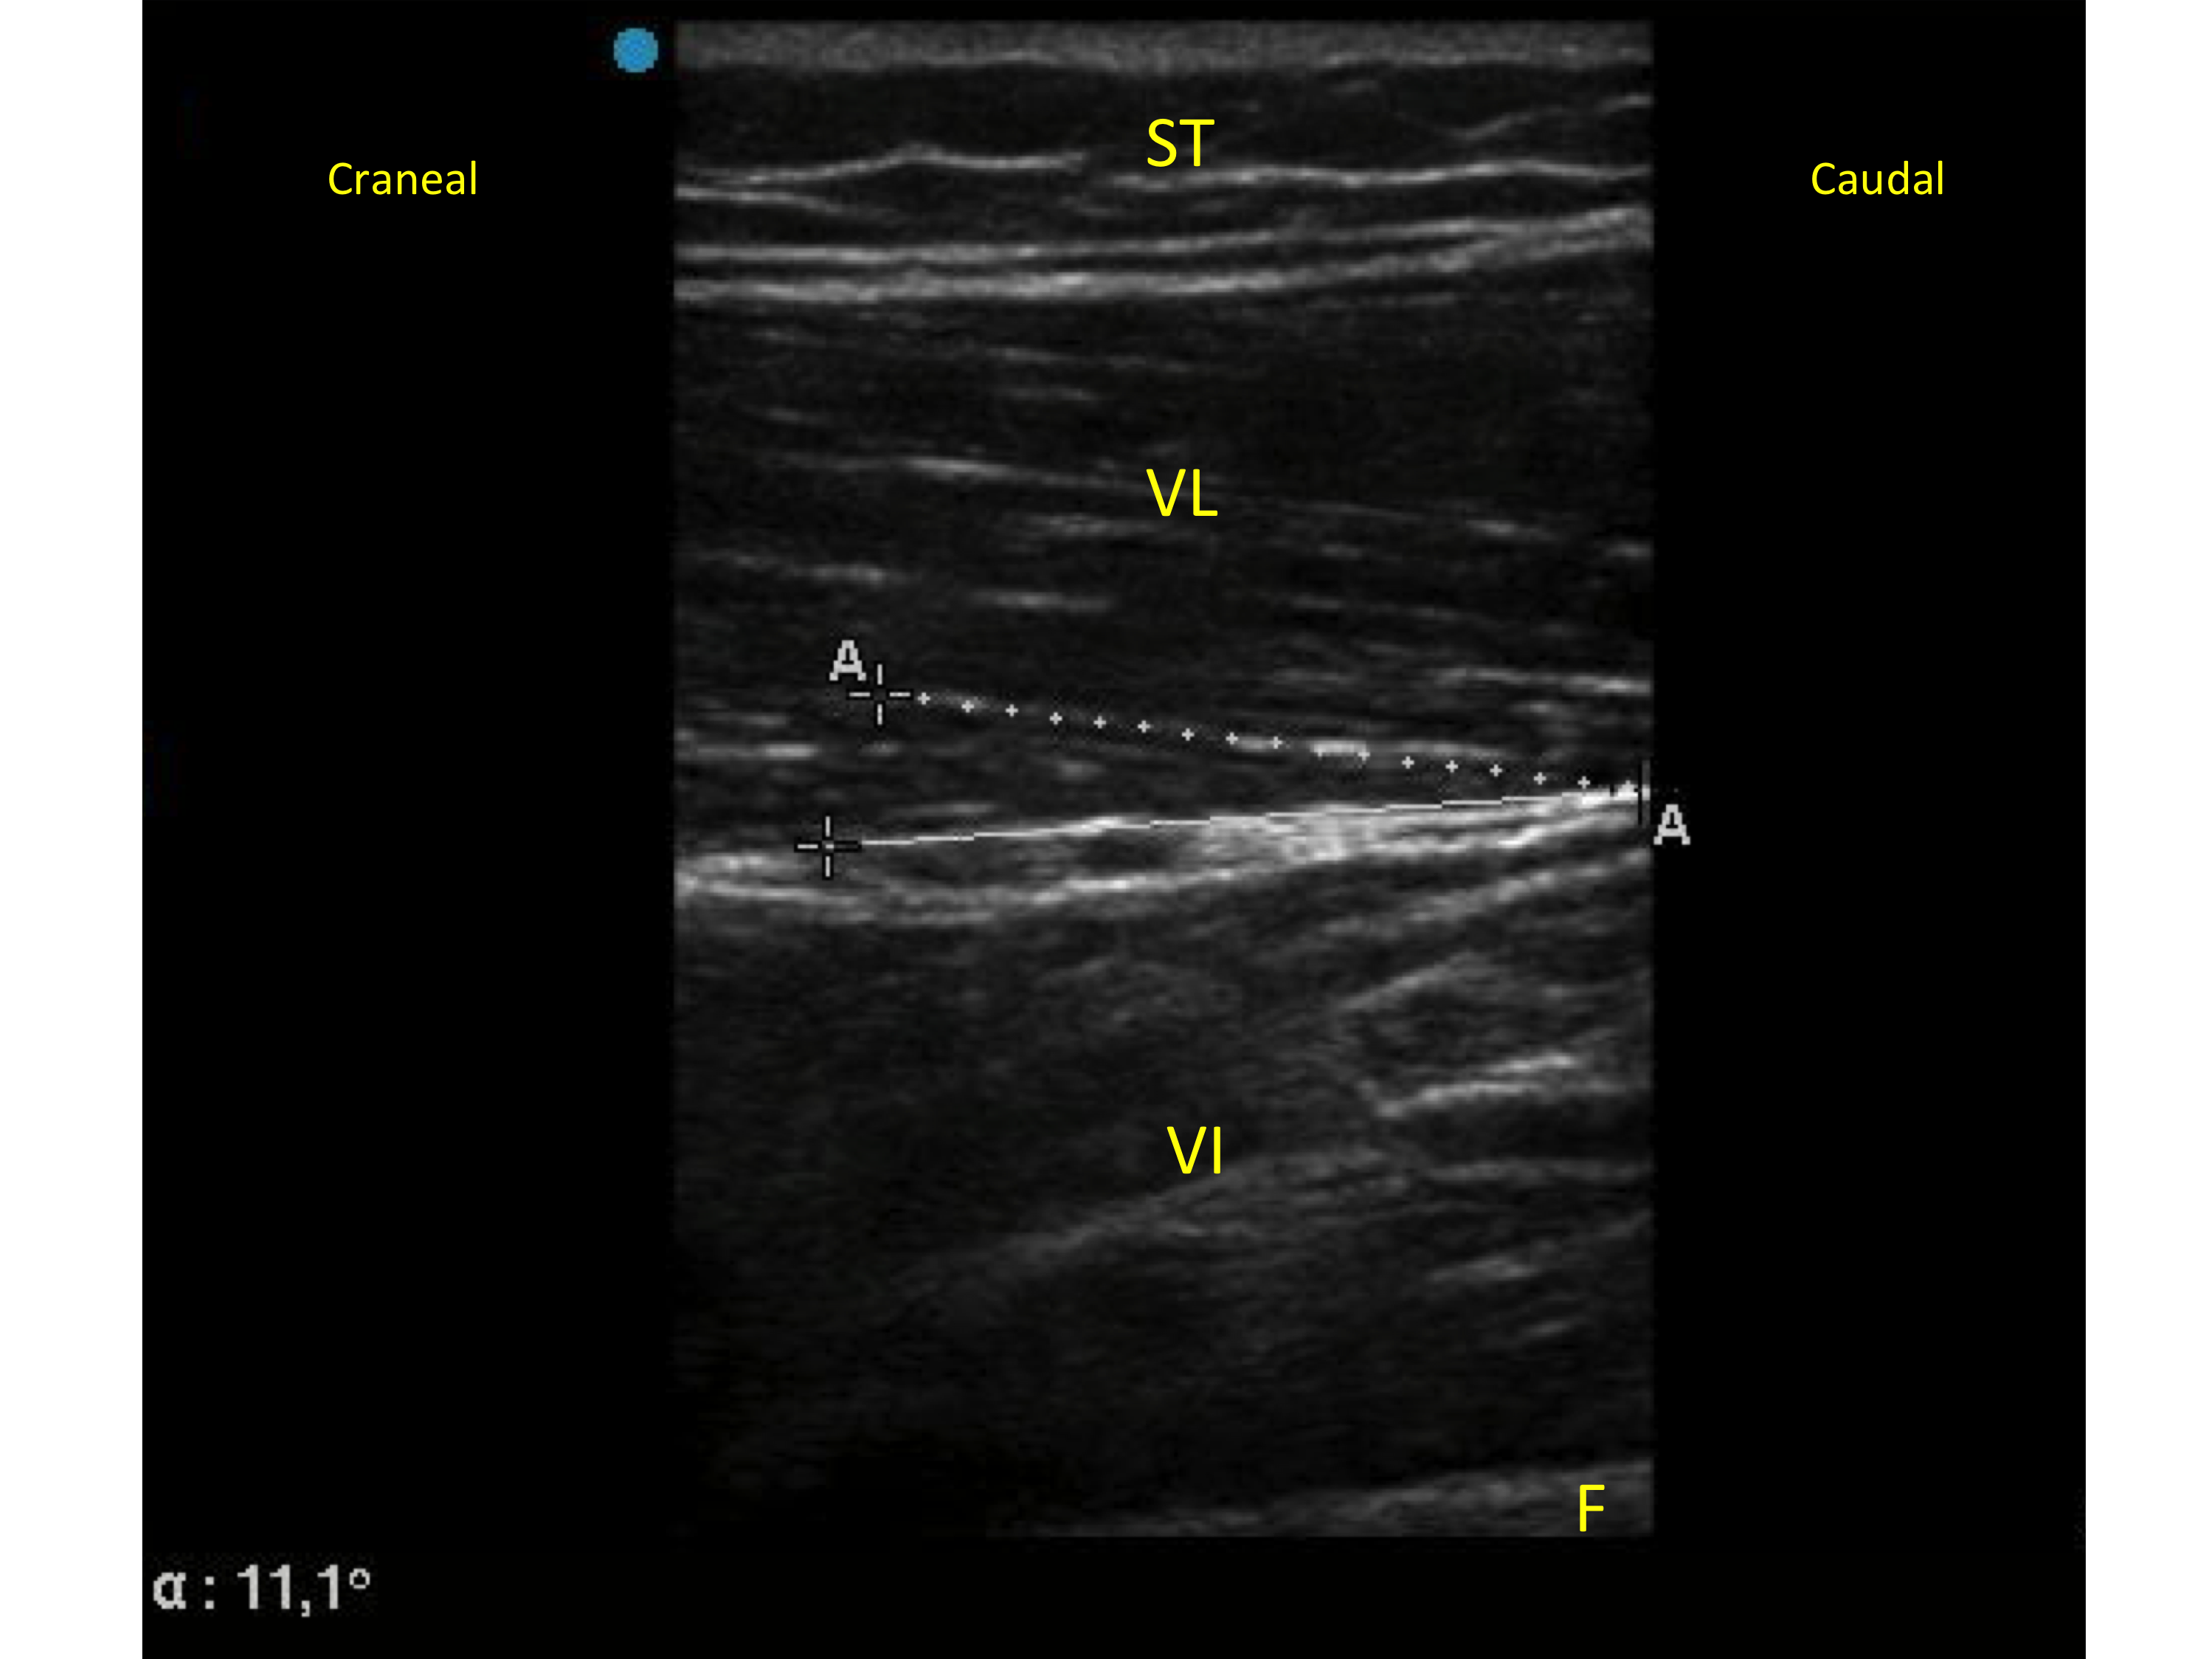 ST
Craneal
Caudal
VL
A
A
VI
F
α : 11,1°